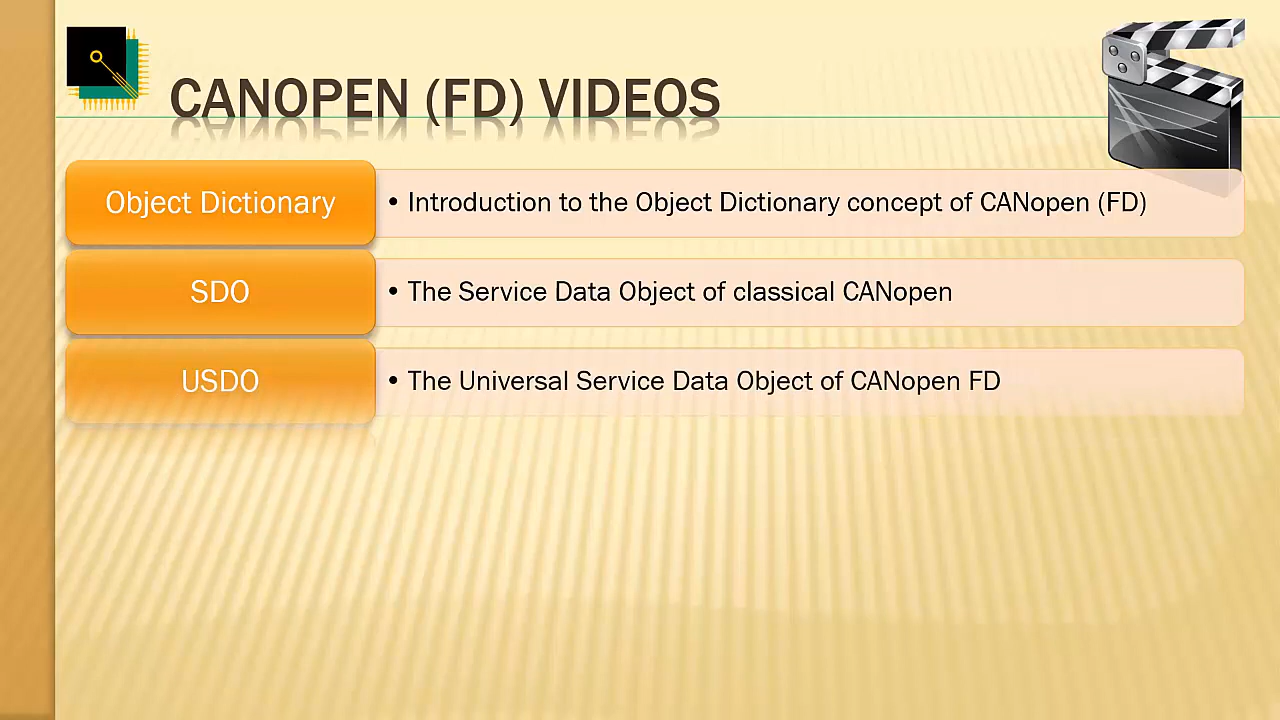 CANOPEN (FD) VIDEOS
Object Dictionary
• Introduction to the Object Dictionary concept of CANopen (FD)
SDO
• The Service Data Object of classical CANopen
USDO
• The Universal Service Data Object of CANopen FD